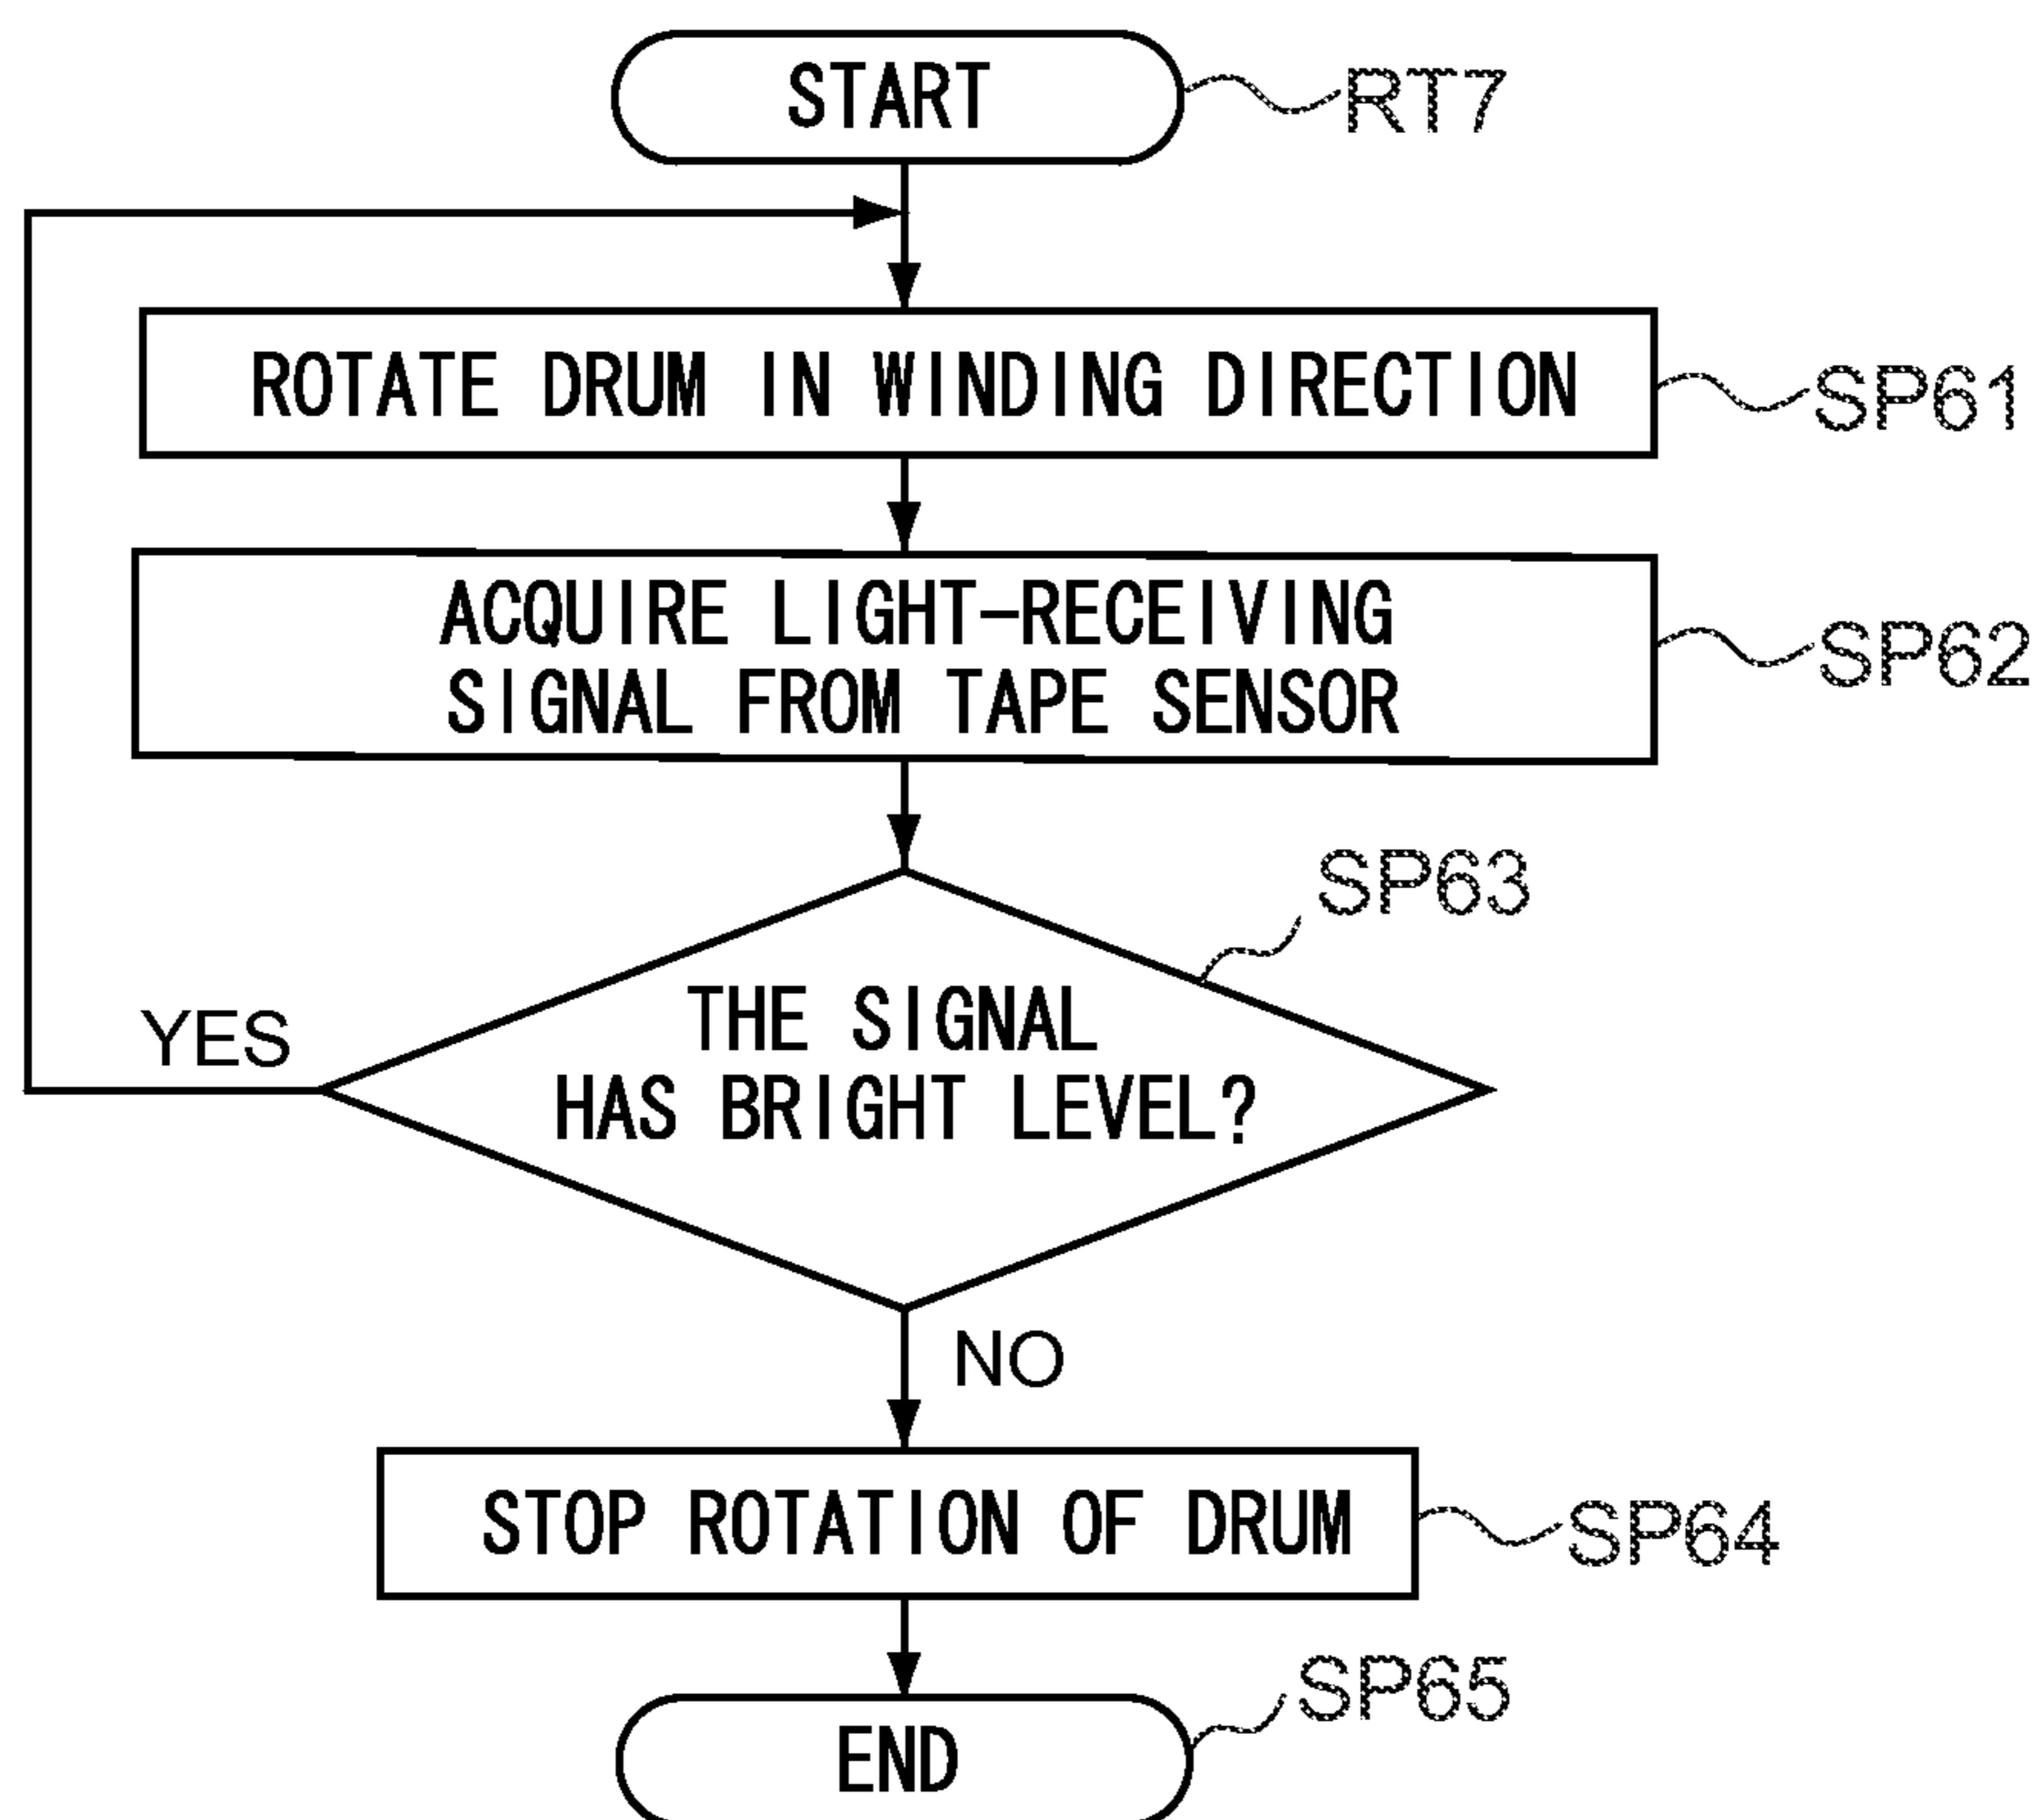 START
RT7
ROTATE DRUM IN WINDING DIRECTION
SP61
ACQUIRE LIGHT-RECEIVING
SIGNAL FROM TAPE SENSOR
SP62
SP63
THE SIGNAL
HAS BRIGHT LEVEL?
YES
NO
STOP ROTATION OF DRUM
SP64
SP65
END